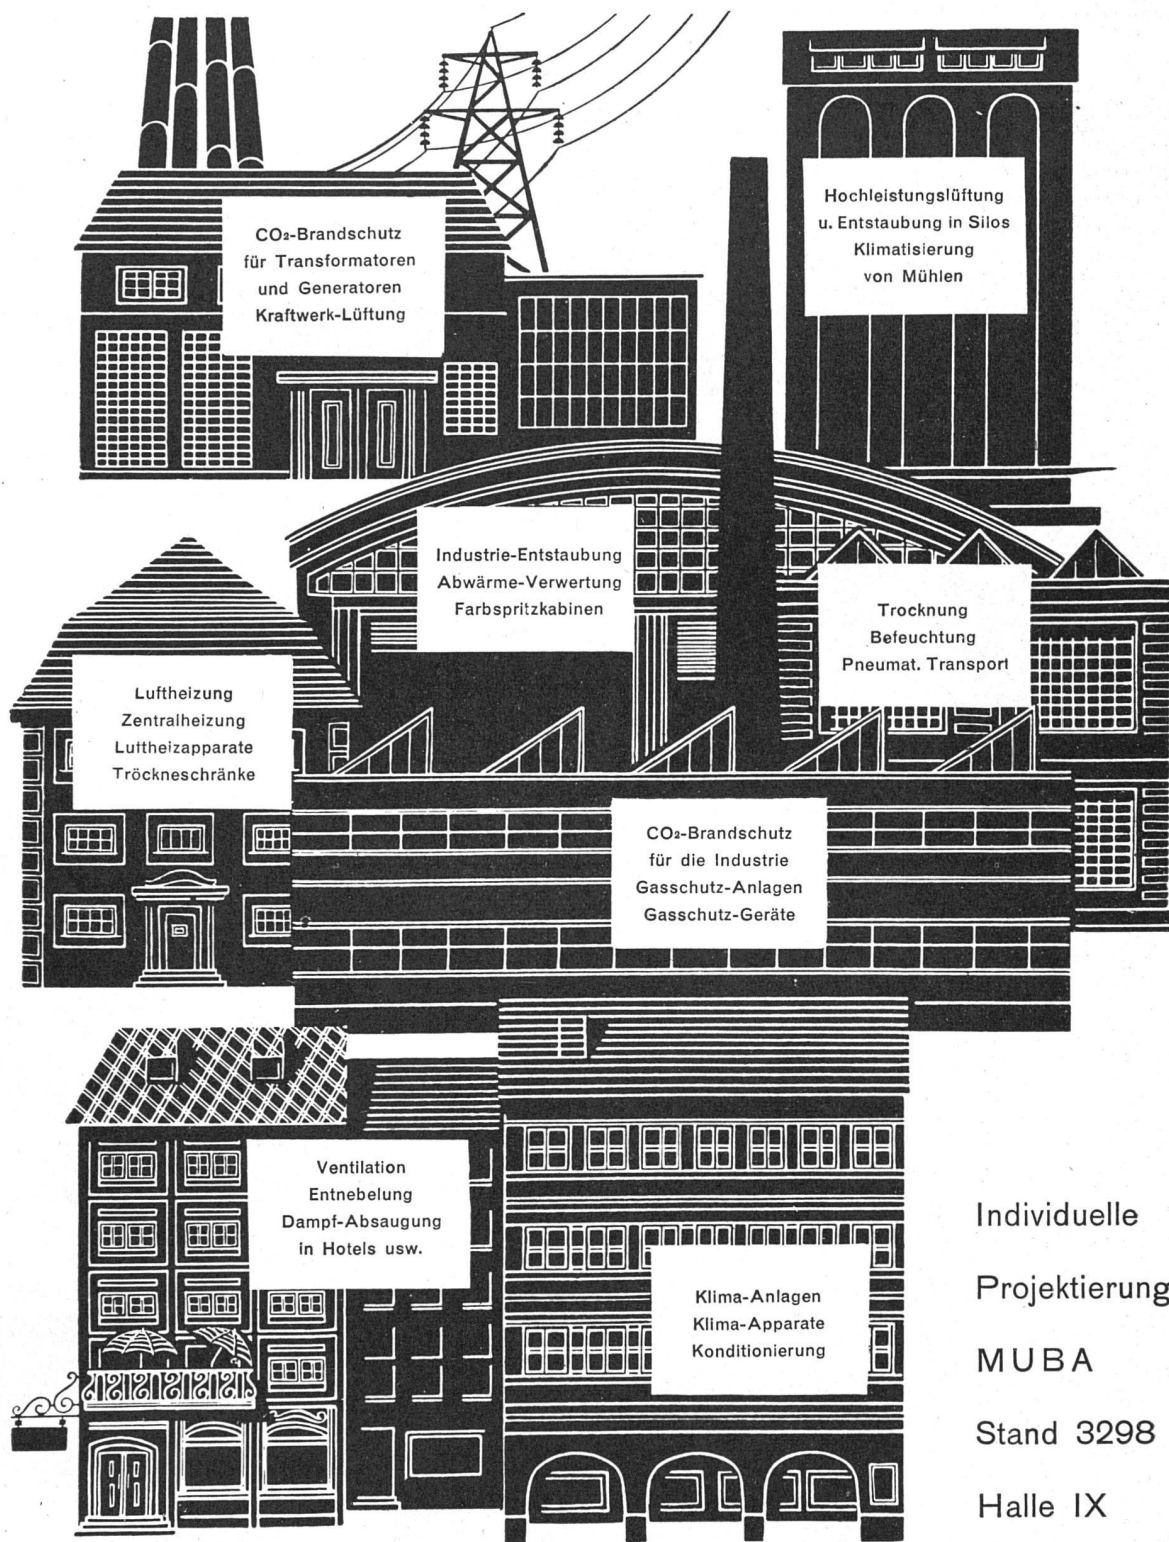 CO₂-Brandschutz
für Transformatoren
und Generatoren
Kraftwerk-Lüftung
Hochleistungslüftung
u. Entstaubung in Silos
Klimatisierung
von Mühlen
Industrie-Entstaubung
Abwärme-Verwertung
Farbspritzkabinen
Trocknung
Befeuchtung
Pneumat. Transport
Luftheizung
Zentralheizung
Luftheizapparate
Tröckneschränke
CO₂-Brandschutz
für die Industrie
Gasschutz-Anlagen
Gasschutz-Geräte
Ventilation
Entnebelung
Dampf-Absaugung
in Hotels usw.
Klima-Anlagen
Klima-Apparate
Konditionierung
Individuelle
Projektierung
MUBA
Stand 3298
Halle IX